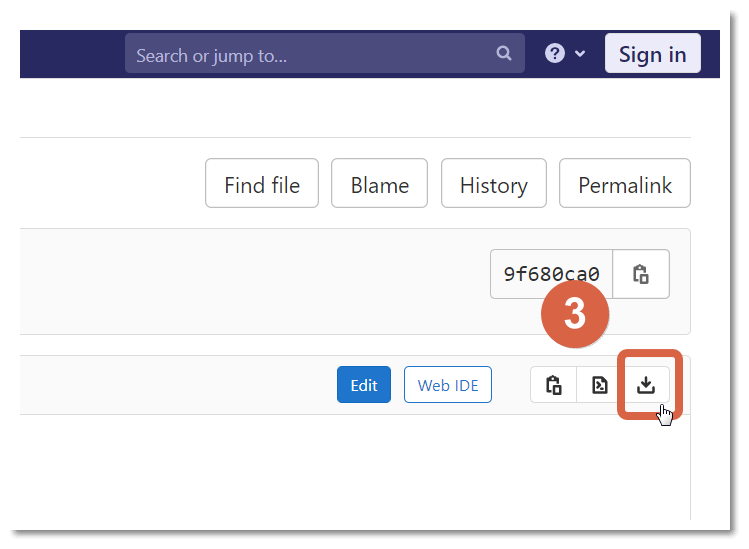 Search or jump to...
Sign in
Find file
Blame
History
Permalink
9f680ca0
3
Edit
Web IDE